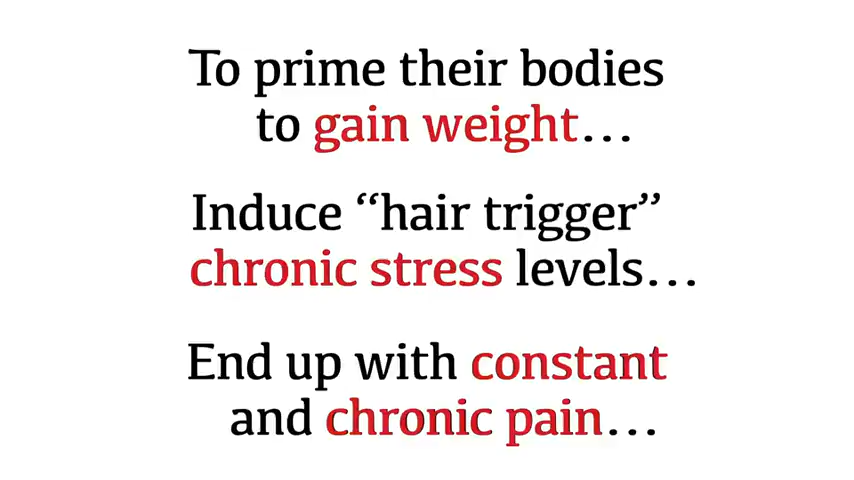 To prime their bodies
to gain weight…
Induce “hair trigger”
chronic stress levels…
End up with constant
and chronic pain…